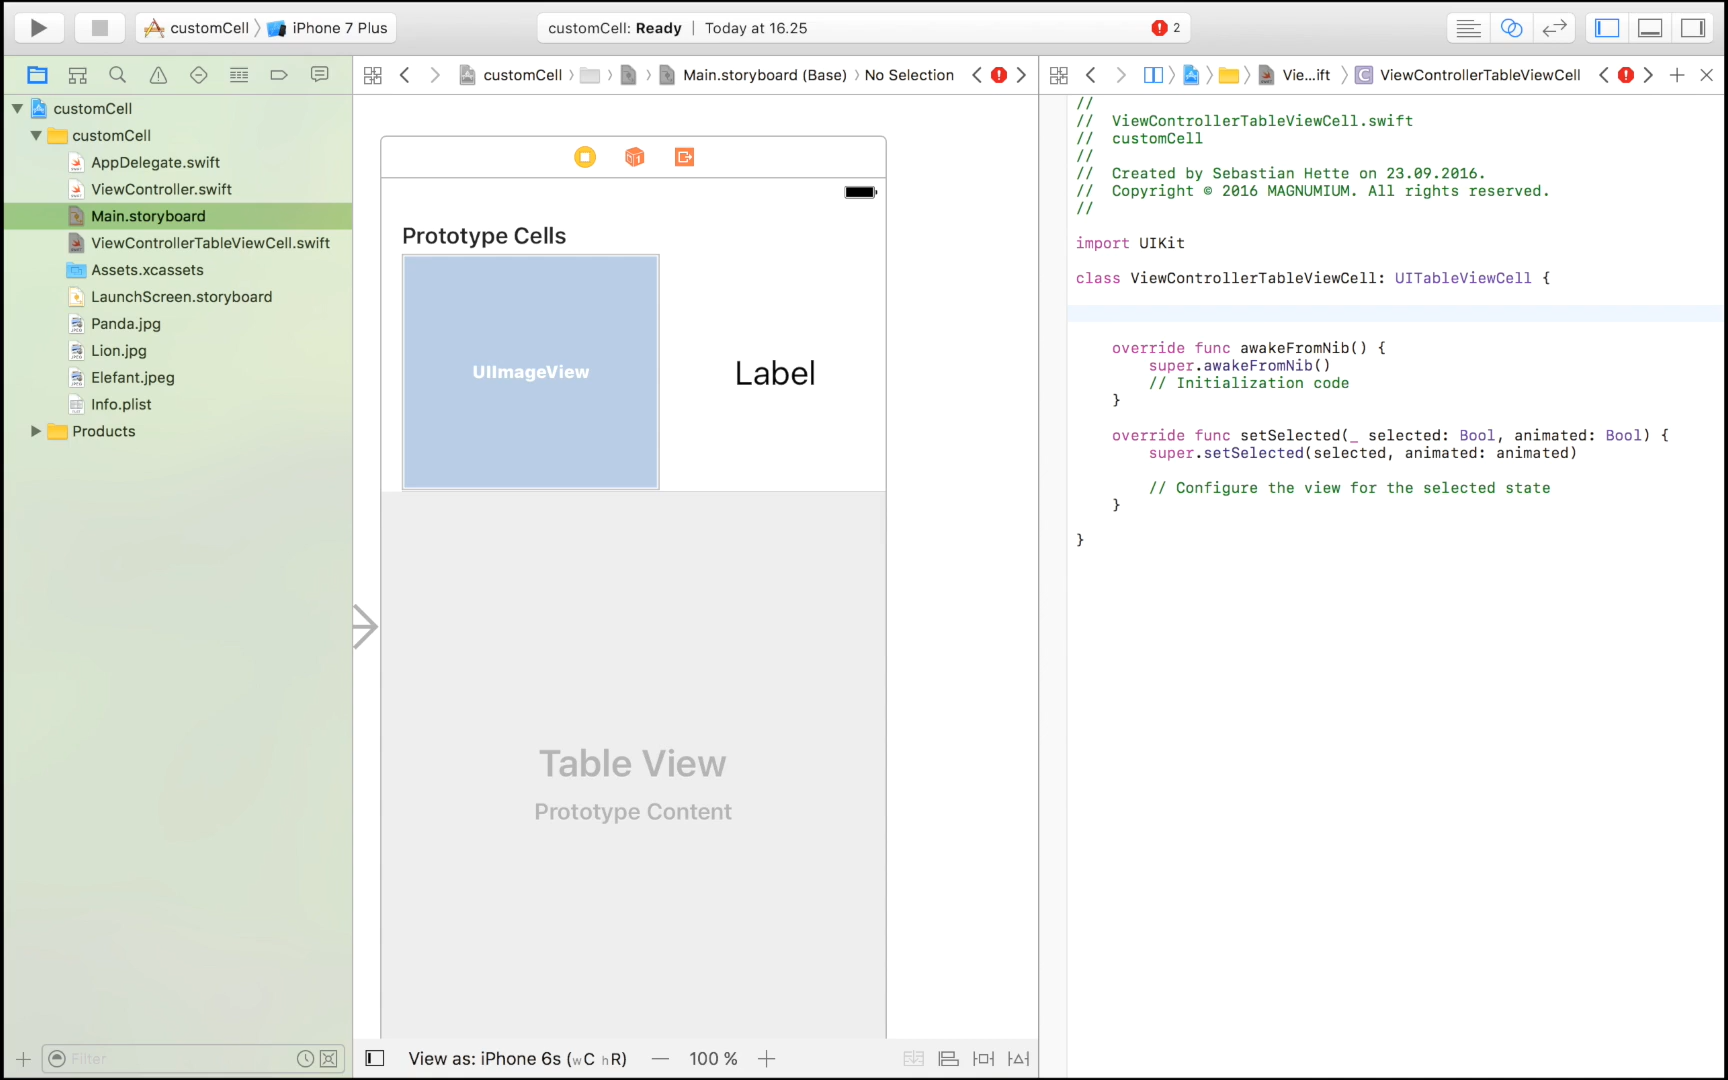 customCell
iPhone 7 Plus
customCell: Ready | Today at 16.25
2
customCell
Main.storyboard (Base)
No Selection
Vie...ift
C
ViewControllerTableViewCell
customCell
customCell
AppDelegate.swift
ViewController.swift
Main.storyboard
ViewControllerTableViewCell.swift
Assets.xcassets
LaunchScreen.storyboard
Panda.jpg
Lion.jpg
Elefant.jpeg
Info.plist
Products
Filter
Prototype Cells
UIImageView
Label
Table View
Prototype Content
View as: iPhone 6s (wC hR)
— 100 % +
//
// ViewControllerTableViewCell.swift
// customCell
//
// Created by Sebastian Hette on 23.09.2016.
// Copyright © 2016 MAGNUMIUM. All rights reserved.
//
import UIKit
class ViewControllerTableViewCell: UITableViewCell {
override func awakeFromNib() {
super.awakeFromNib()
// Initialization code
}
override func setSelected(_ selected: Bool, animated: Bool) {
super.setSelected(selected, animated: animated)
// Configure the view for the selected state
}
}